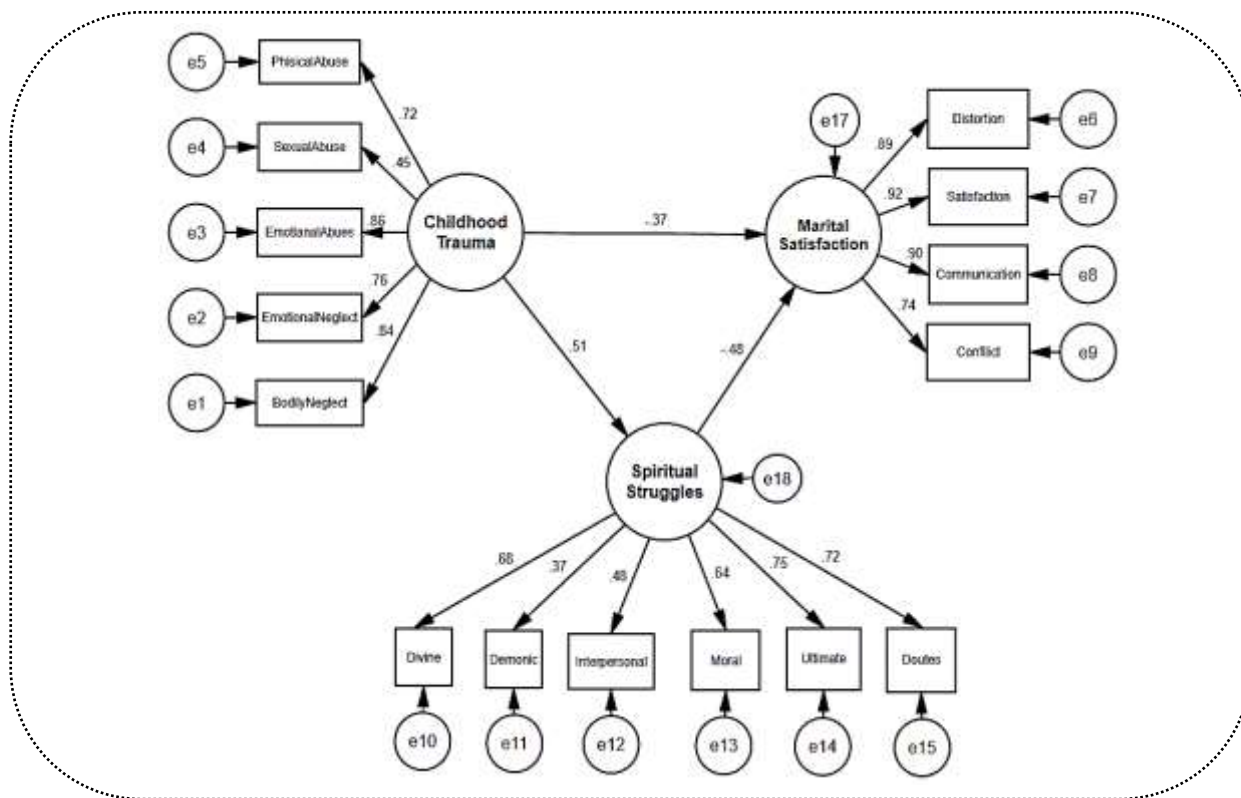 e5
PhisicalAbuse
.72
e4
SexualAbuse
.45
e3
EmotianalAbues
.86
e2
EmotionalNeglect
.76
e1
BodilyNeglect
.84
Childhood
Trauma
-.37
.51
e17
Marital
Satisfaction
-.48
.89
Distortion
e6
.92
Satisfaction
e7
.90
Communication
e8
.74
Conflict
e9
Spiritual
Struggles
e18
.68
.37
.48
.64
.75
.72
Divine
Demonic
Interpersonal
Moral
Ultimate
Doutes
e10
e11
e12
e13
e14
e15